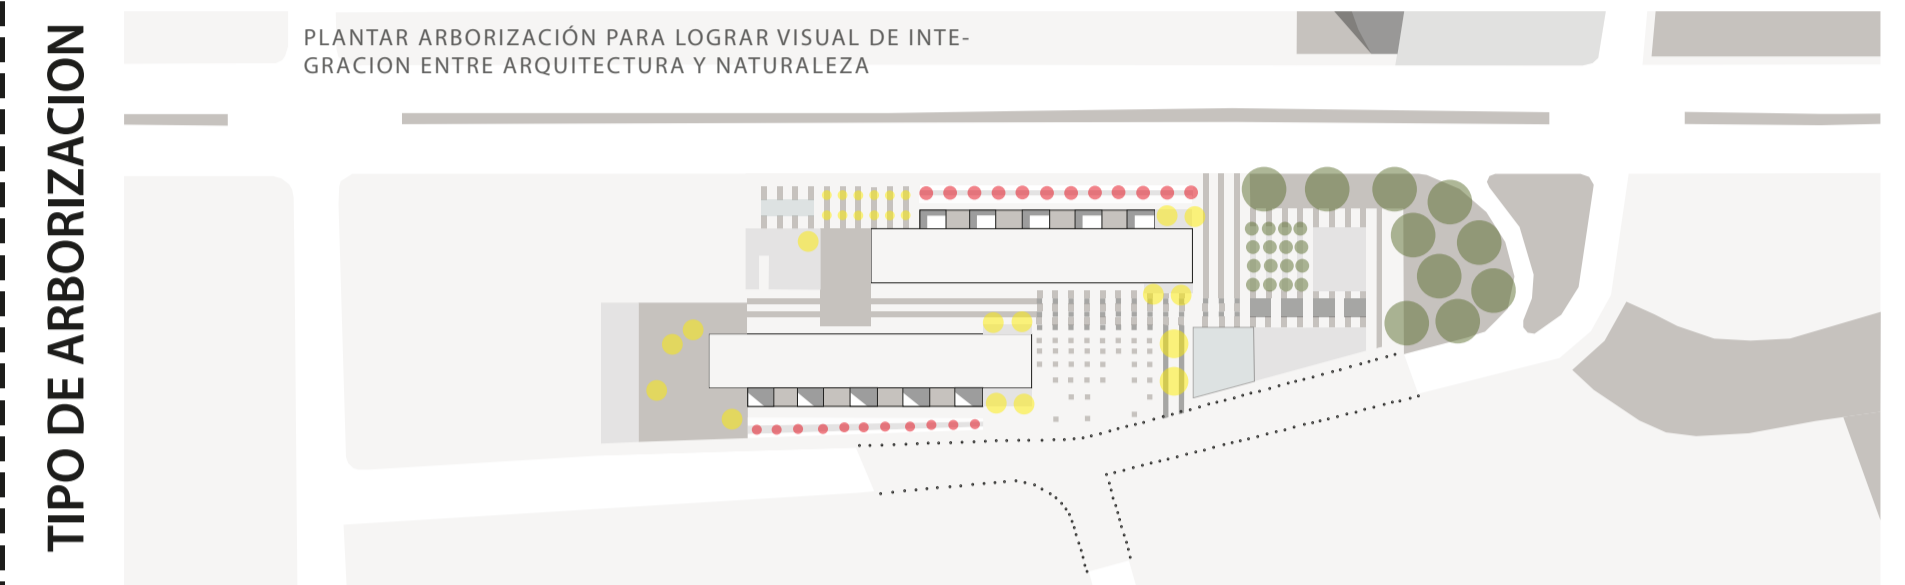 TIPO DE ARBORIZACION
PLANTAR ARBORIZACIÓN PARA LOGRAR VISUAL DE INTE-
GRACION ENTRE ARQUITECTURA Y NATURALEZA